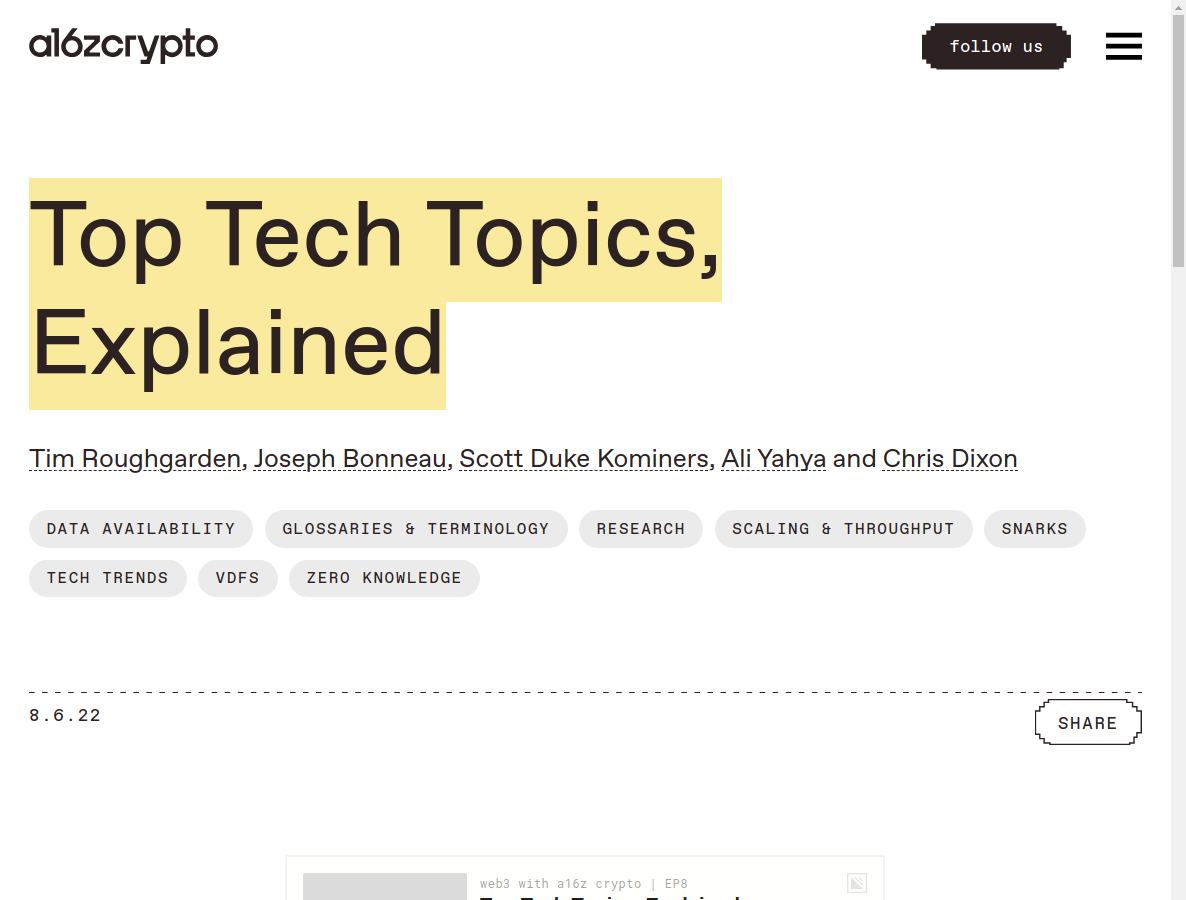 a16zcrypto
follow us
Top Tech Topics,
Explained
Tim Roughgarden, Joseph Bonneau, Scott Duke Kominers, Ali Yahya and Chris Dixon
DATA AVAILABILITY GLOSSARIES & TERMINOLOGY RESEARCH SCALING & THROUGHPUT SNARKS
TECH TRENDS VDFS ZERO KNOWLEDGE
8.6.22
SHARE
web3 with a16z crypto | EP8